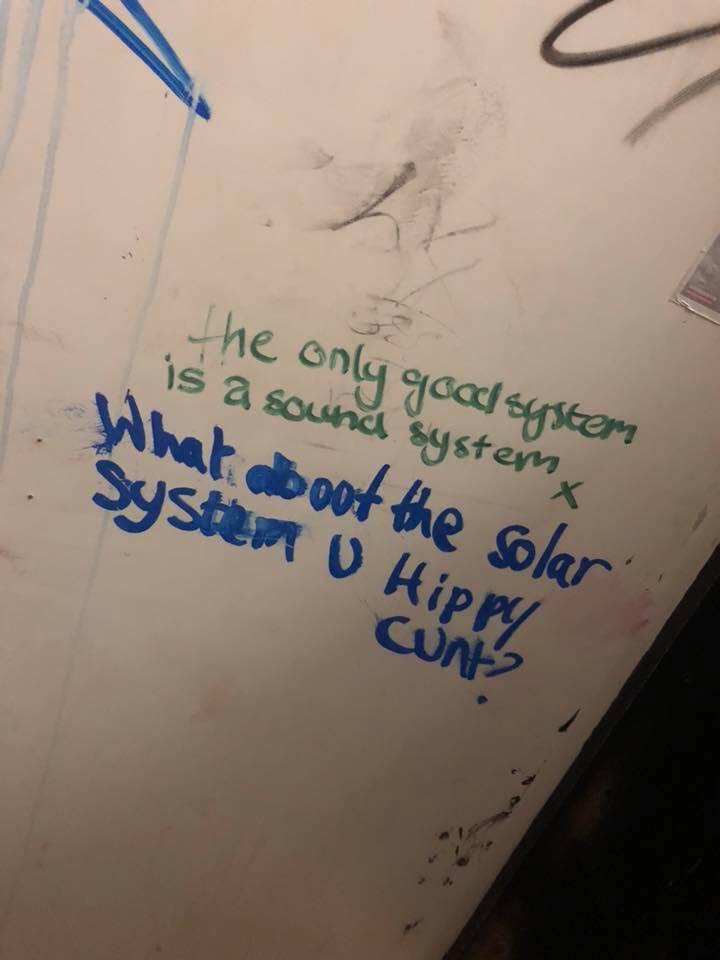 the only good system
is a sound system x
What aboot the solar
system U Hippy
cunt?